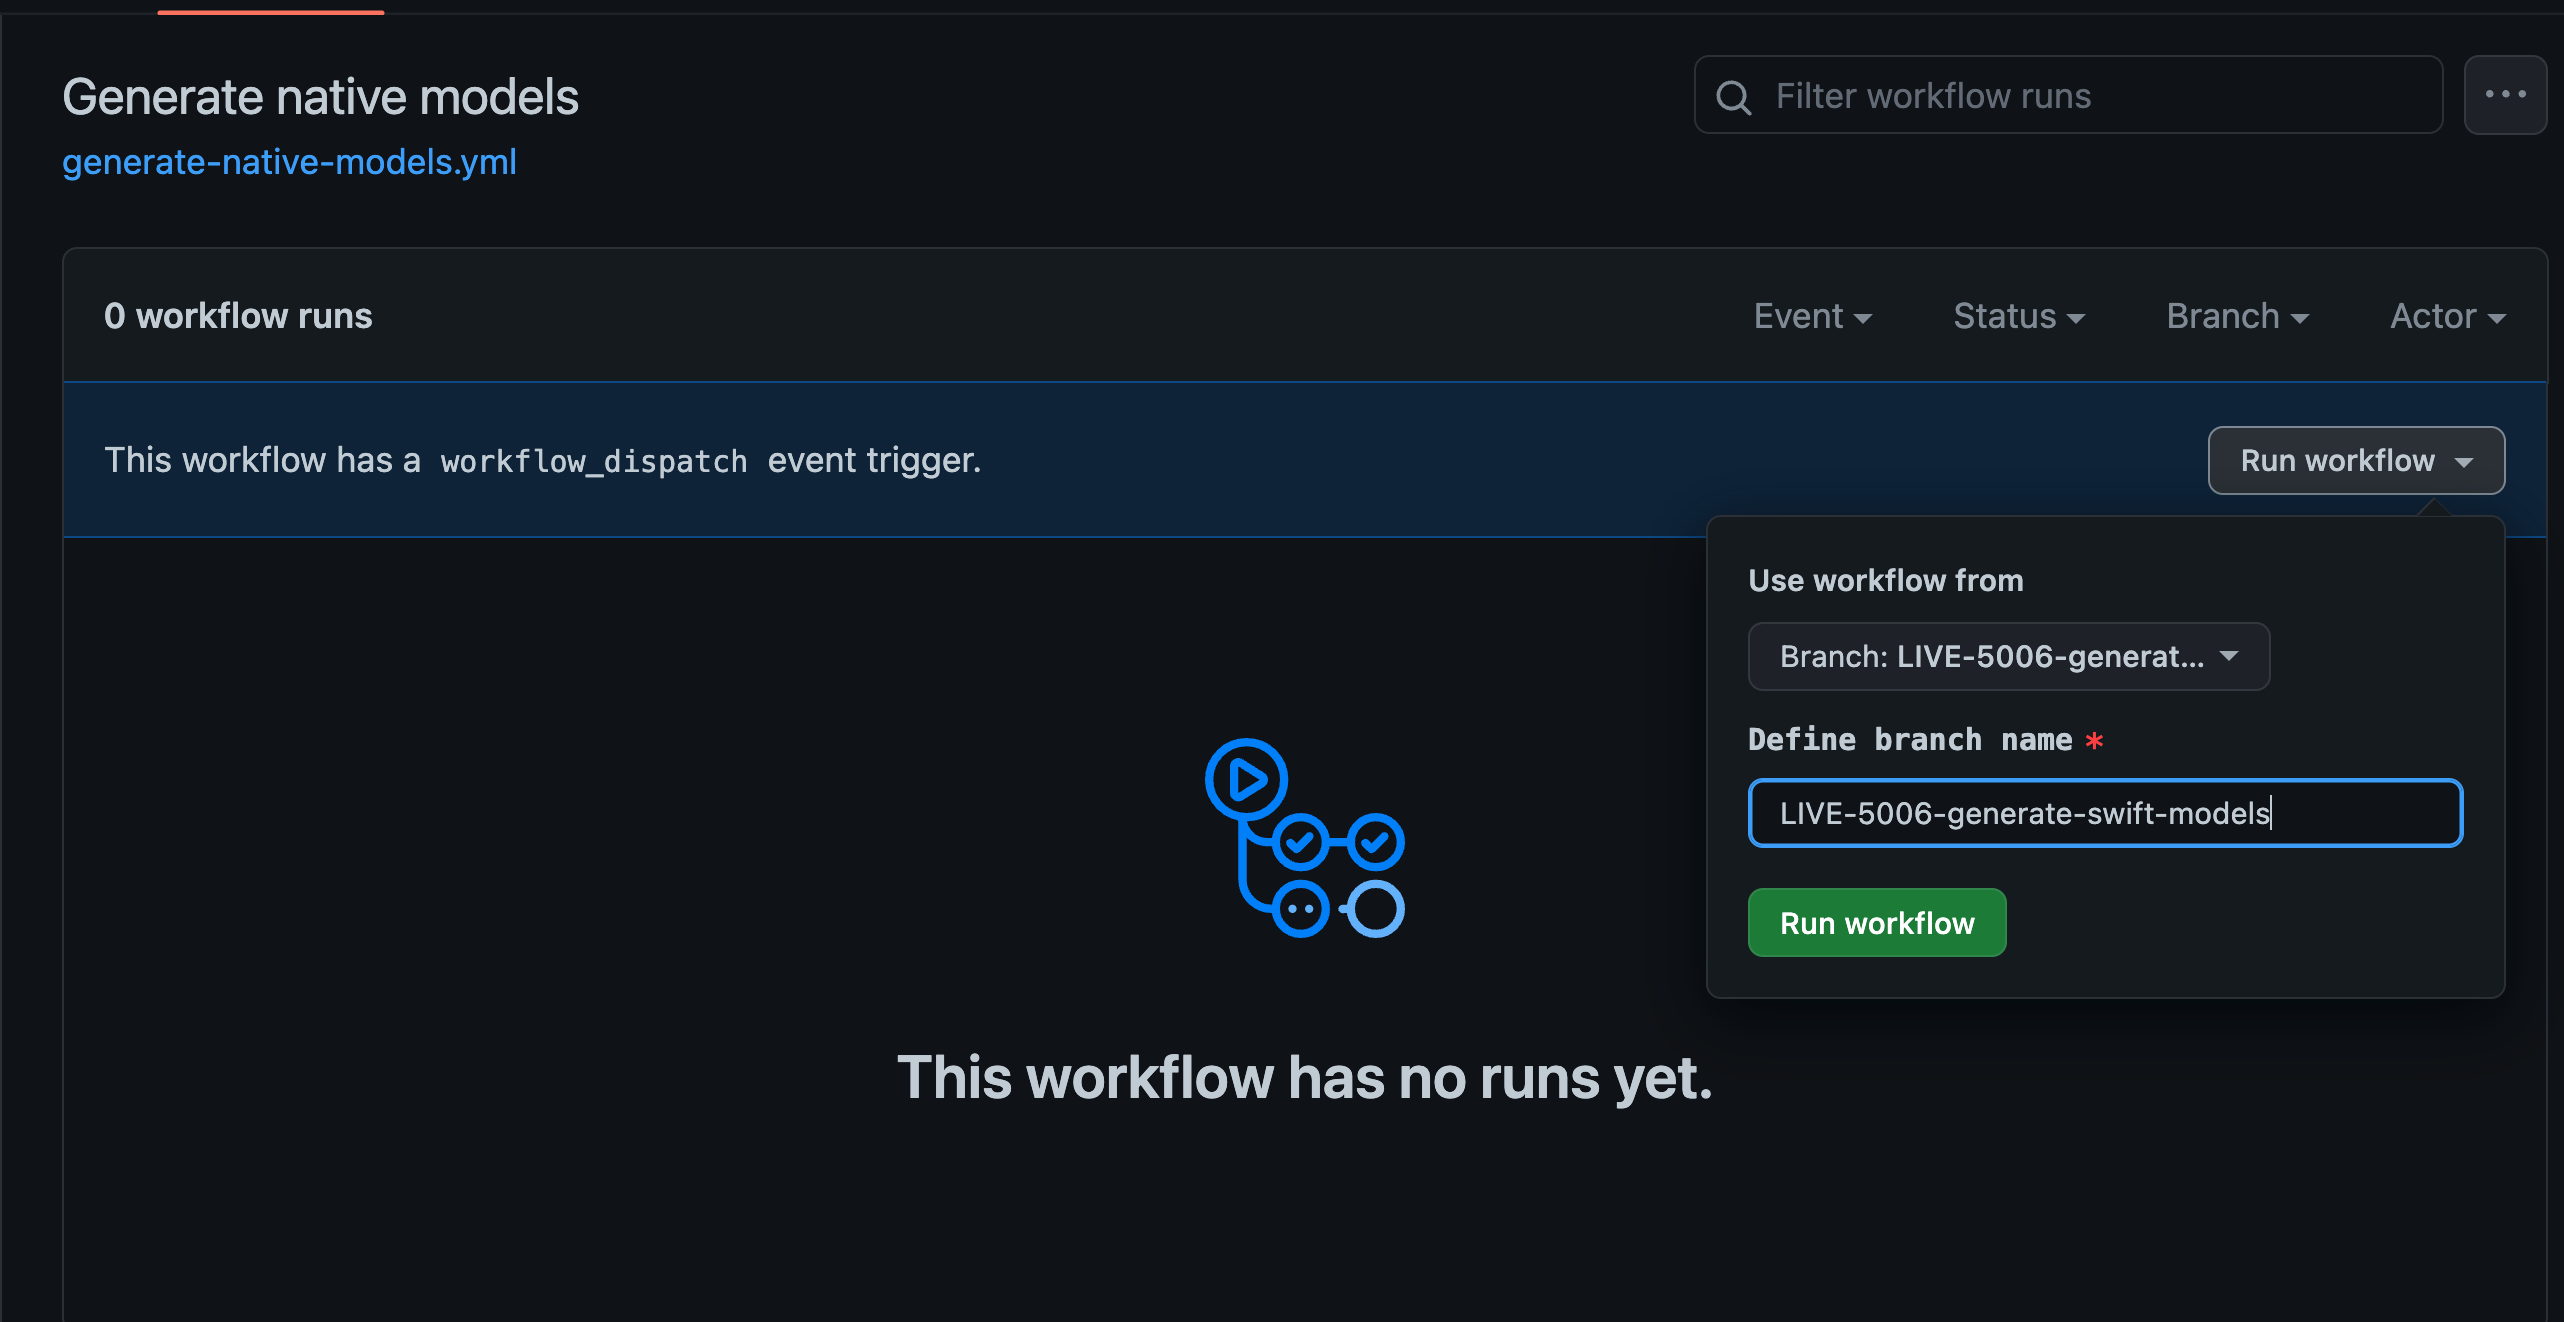 Generate native models
Filter workflow runs
generate-native-models.yml
0 workflow runs
Event
Status
Branch
Actor
This workflow has a workflow_dispatch event trigger.
Run workflow
Use workflow from
Branch: LIVE-5006-generat...
Define branch name *
LIVE-5006-generate-swift-models
Run workflow
This workflow has no runs yet.